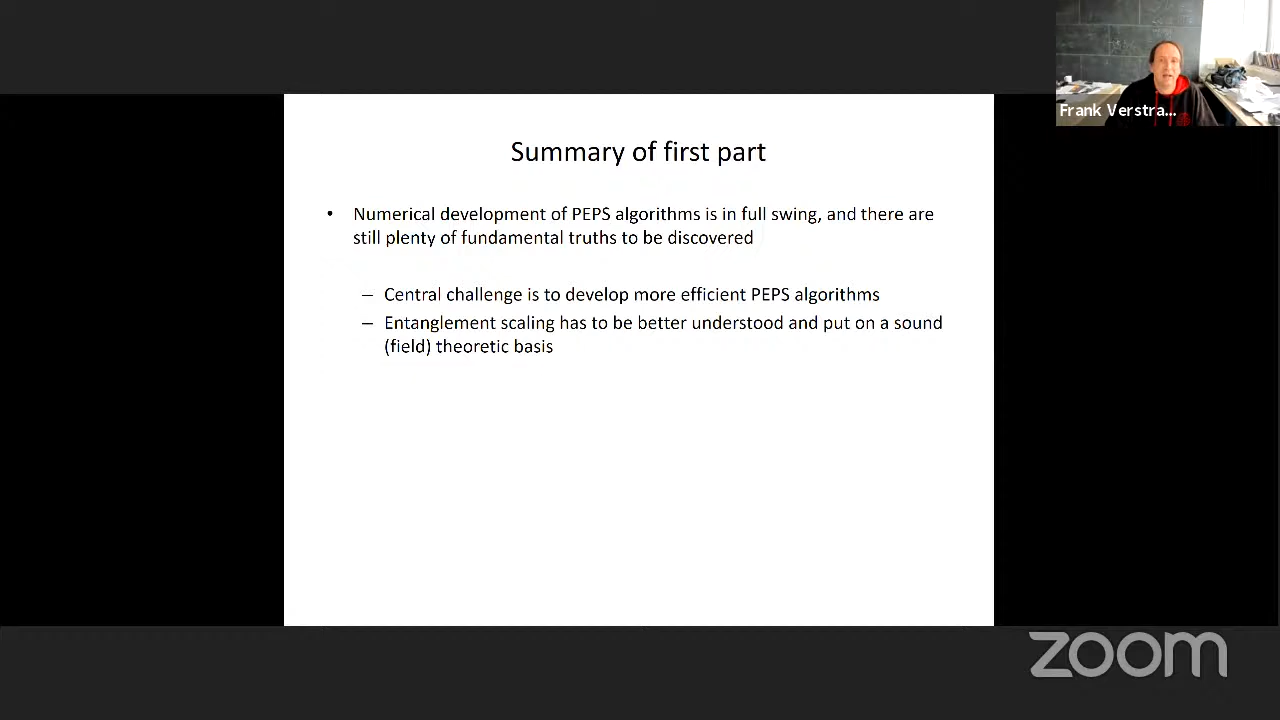 Frank Verstra...
Summary of first part
• Numerical development of PEPS algorithms is in full swing, and there are
still plenty of fundamental truths to be discovered
– Central challenge is to develop more efficient PEPS algorithms
– Entanglement scaling has to be better understood and put on a sound
(field) theoretic basis
zoom